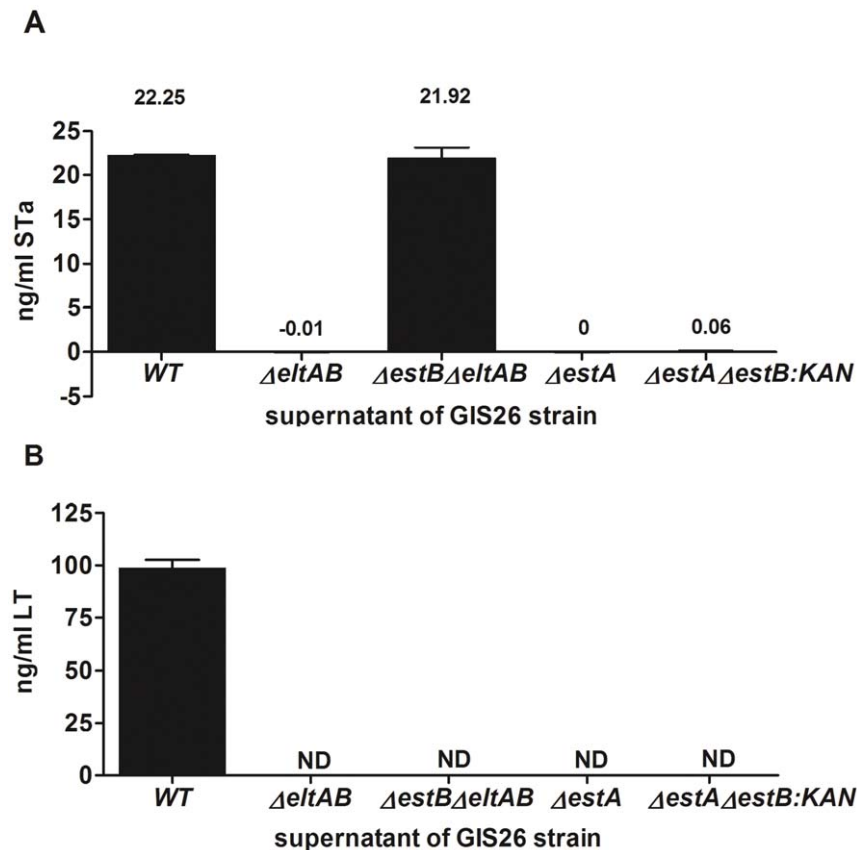 A
22.25
21.92
25
20
15
10
5
0
-5
ng/ml STa
-0.01
0
0.06
WT ΔeltAB ΔestBΔeltAB ΔestA ΔestAΔestB:KAN
supernatant of GIS26 strain
B
125
100
75
50
25
0
ng/ml LT
ND ND ND ND
WT ΔeltAB ΔestBΔeltAB ΔestA ΔestAΔestB:KAN
supernatant of GIS26 strain